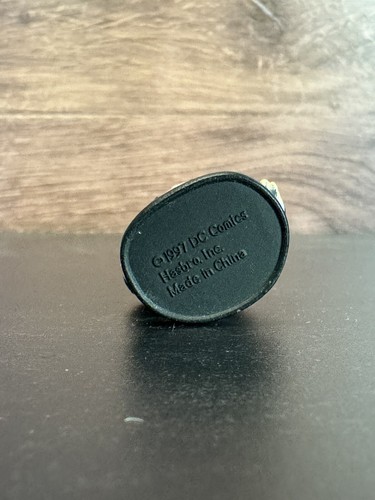 ©1997 DC Comics
Hasbro, Inc.
Made in China